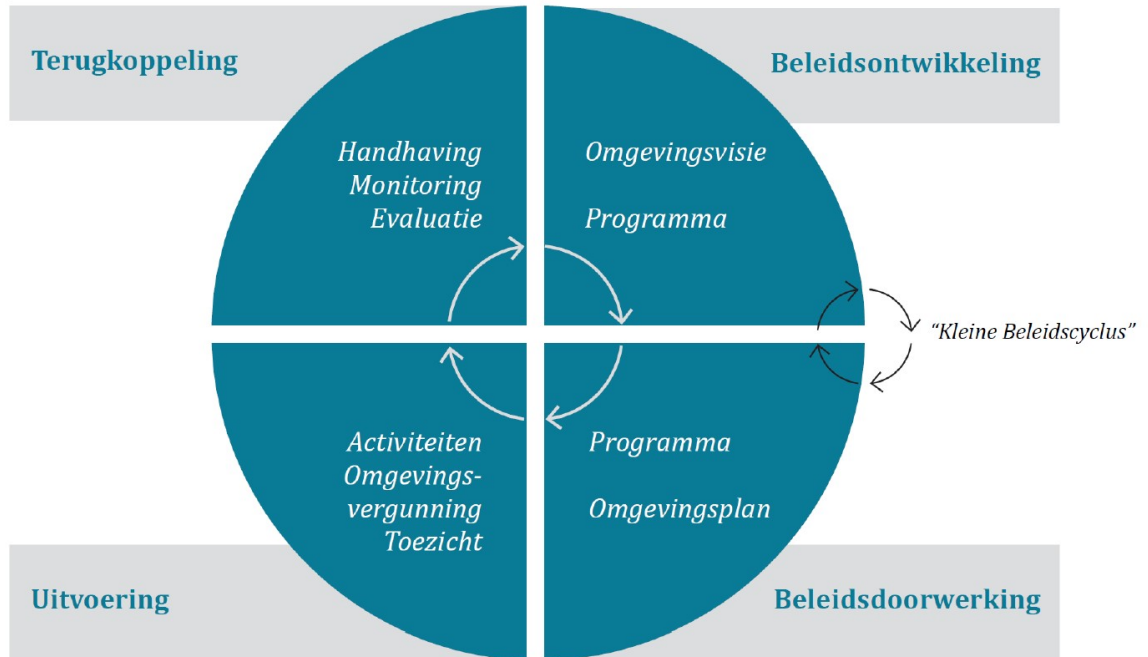 Terugkoppeling
Beleidsontwikkeling
Handhaving
Monitoring
Evaluatie
Omgevingsvisie
Programma
“Kleine Beleidscyclus”
Activiteiten
Omgevings-
vergunning
Toezicht
Programma
Omgevingsplan
Uitvoering
Beleidsdoorwerking